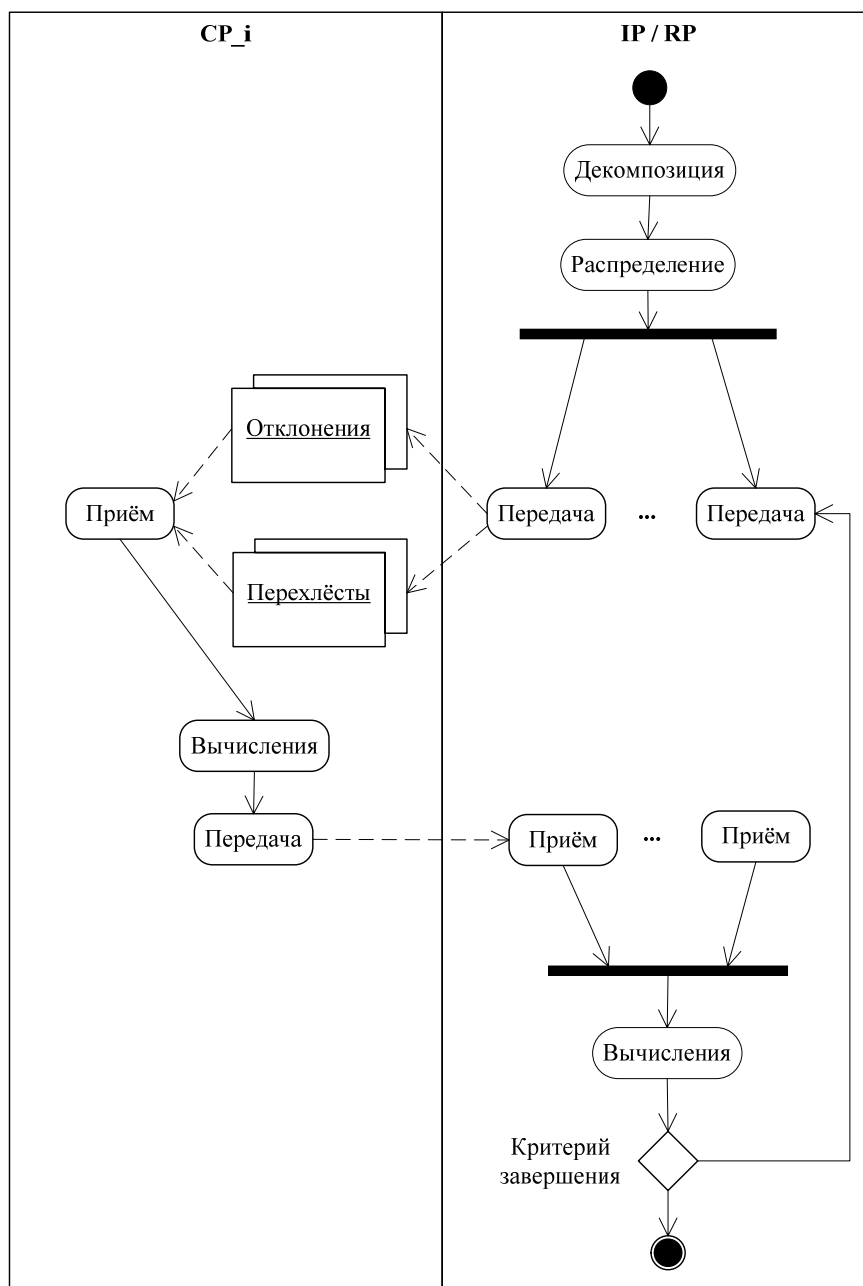 CP_i
IP / RP
Декомпозиция
Распределение
Отклонения
Приём
Передача
...
Передача
Перехлёсты
Вычисления
Передача
Приём
...
Приём
Вычисления
Критерий
завершения